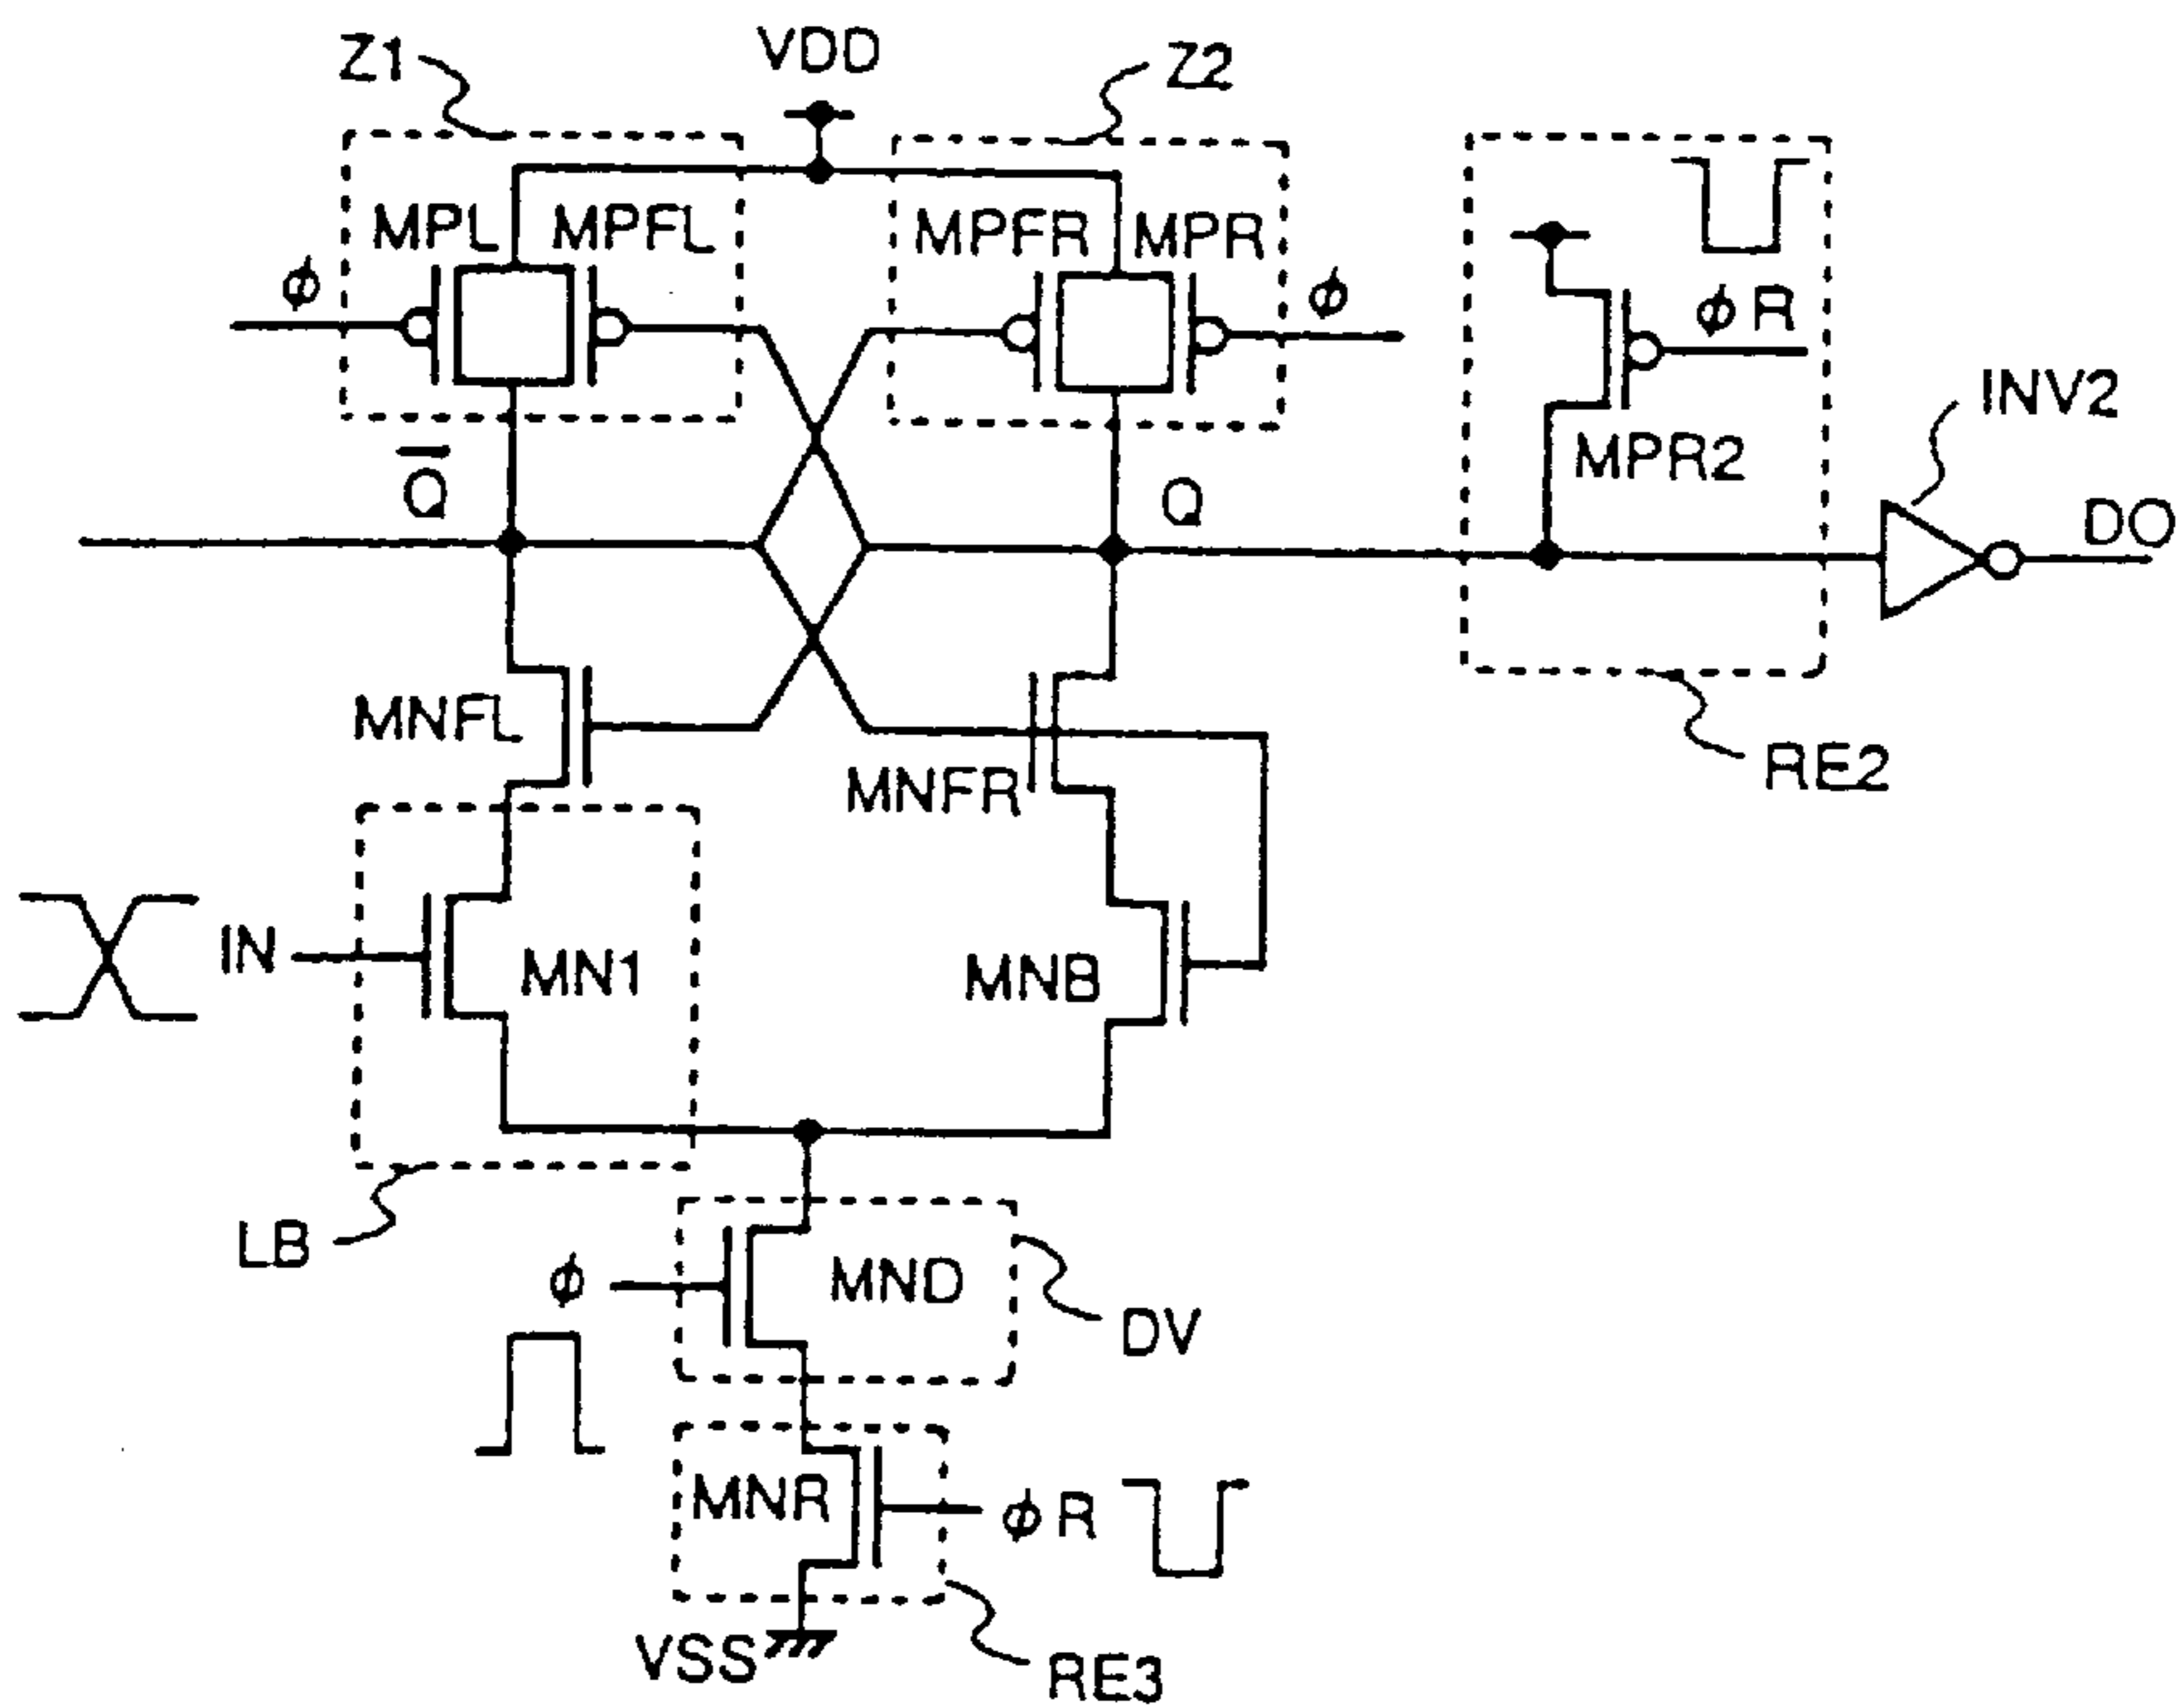 Z1
VDD
Z2
MPL
MPFL
MPFR
MPR
ϕ
ϕ
ϕR
INV2
MPR2
Q̅
Q
DO
MNFL
MNFR
RE2
IN
MN1
MNB
LB
ϕ
MND
DV
MNR
ϕR
VSS
RE3